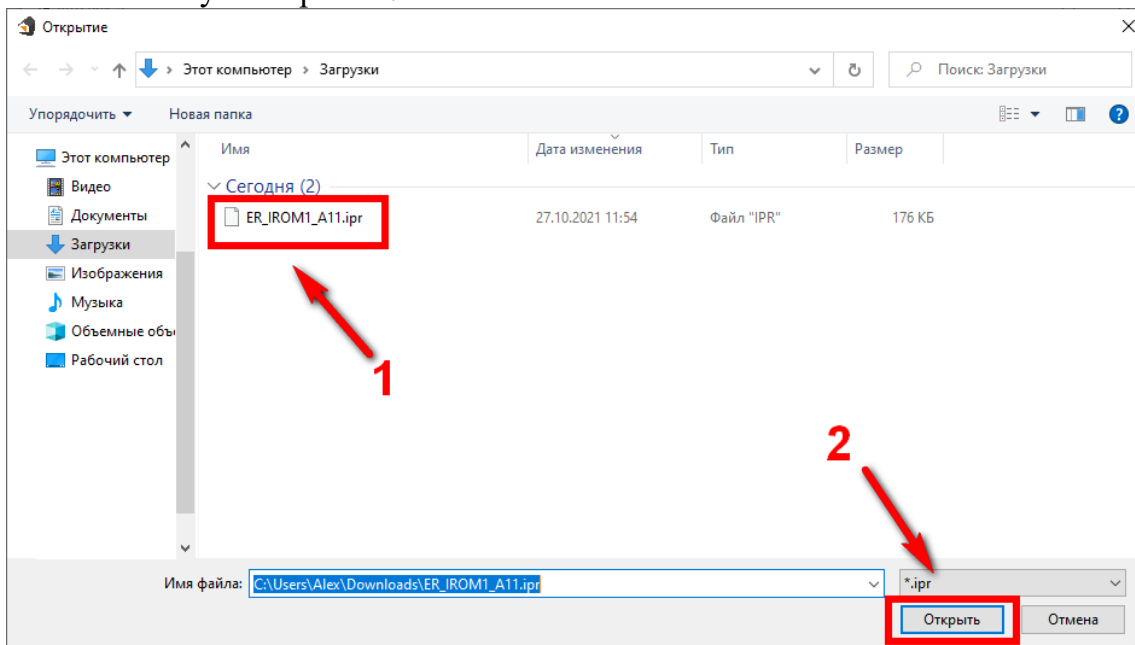 Открытие
Этот компьютер › Загрузки
Поиск: Загрузки
Упорядочить Новая папка
Этот компьютер
Видео
Документы
Загрузки
Изображения
Музыка
Объемные объ
Рабочий стол
Имя Дата изменения Тип Размер
Сегодня (2)
ER_IROM1_A11.ipr 27.10.2021 11:54 Файл "IPR" 176 КБ
1
2
Имя файла: C:\Users\Alex\Downloads\ER_IROM1_A11.ipr *.ipr
Открыть Отмена